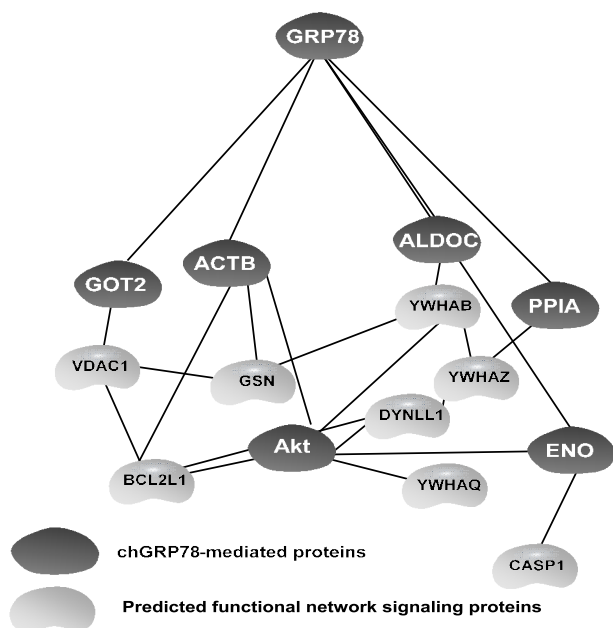 GRP78
ALDOC
ACTB
GOT2
PPIA
YWHAB
VDAC1
GSN
YWHAZ
DYNLL1
Akt
ENO
BCL2L1
YWHAQ
chGRP78-mediated proteins
CASP1
Predicted functional network signaling proteins